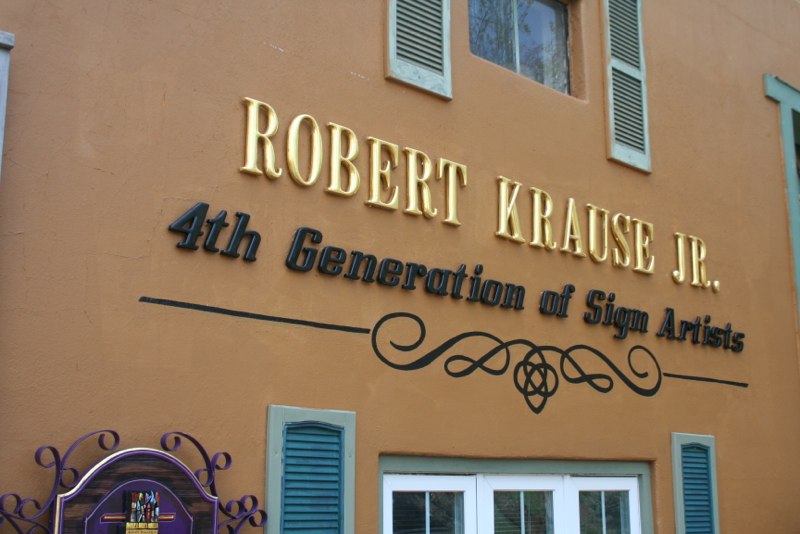 ROBERT KRAUSE JR.
4th Generation of Sign Artists